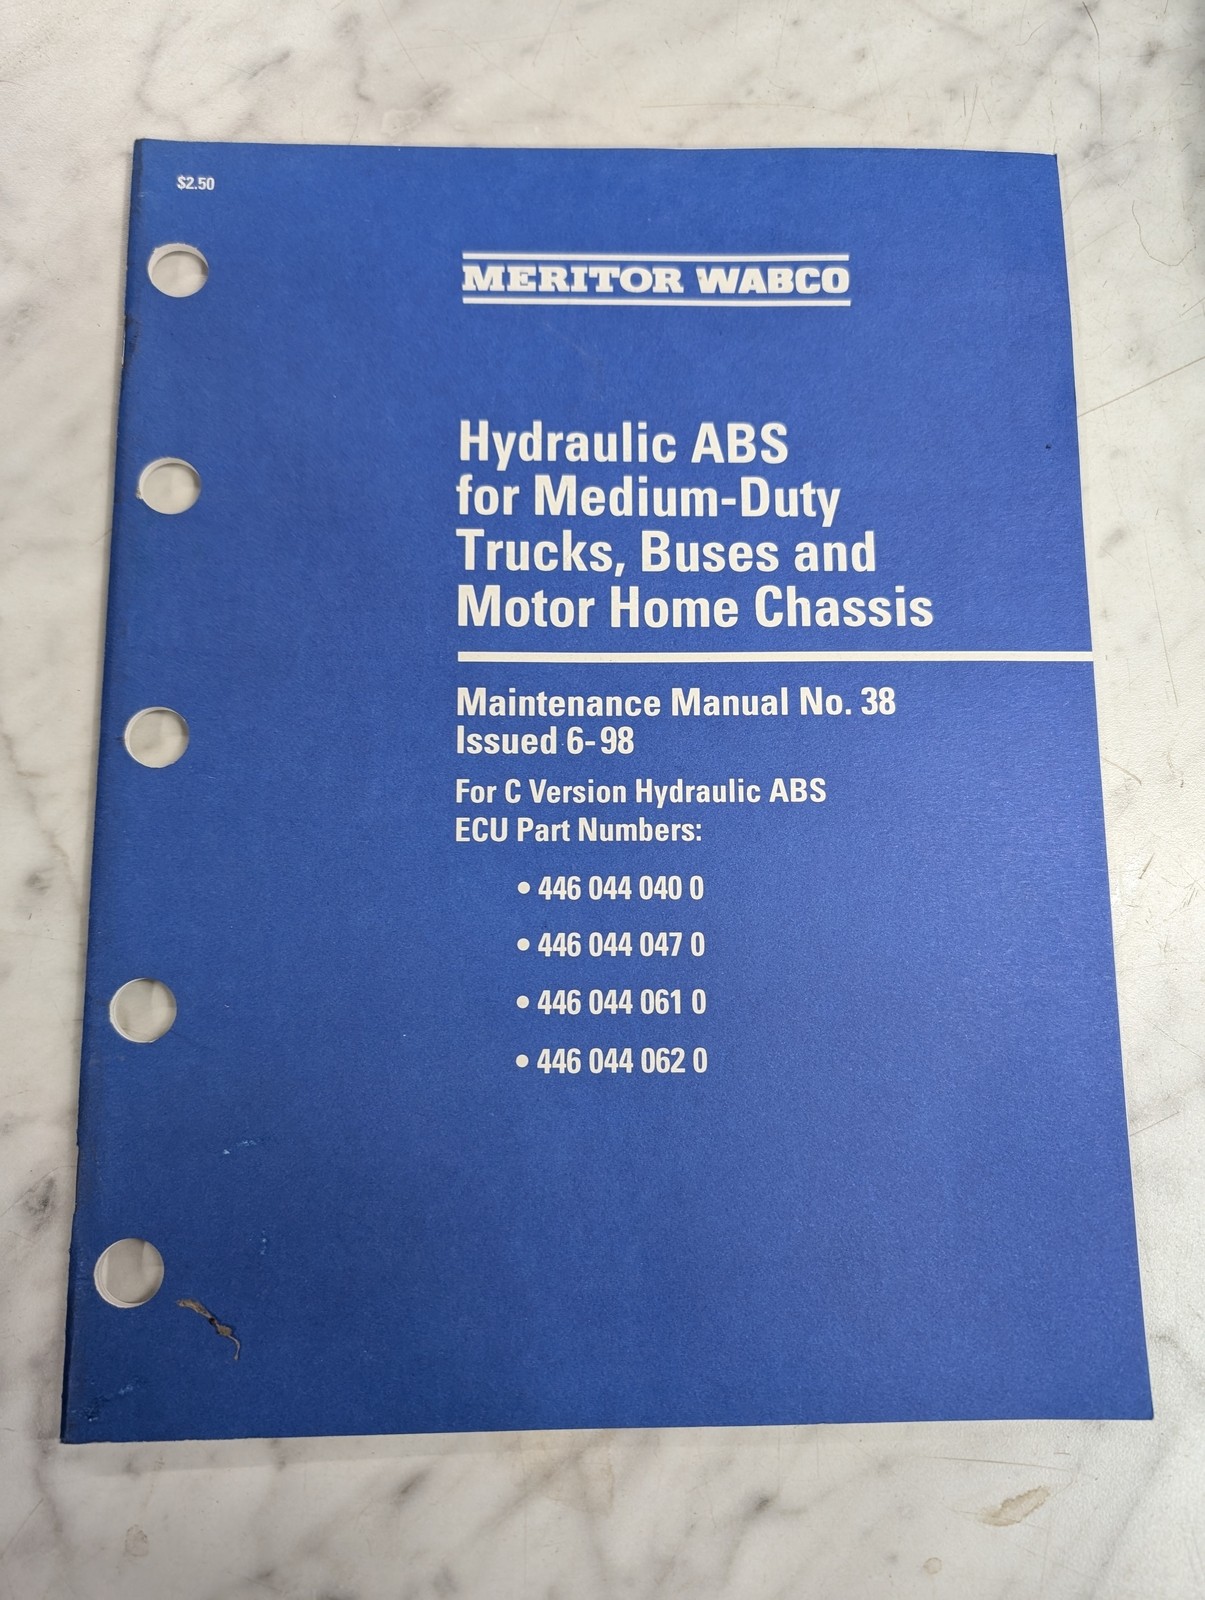 $2.50
MERITOR WABCO
Hydraulic ABS
for Medium-Duty
Trucks, Buses and
Motor Home Chassis
Maintenance Manual No. 38
Issued 6-98
For C Version Hydraulic ABS
ECU Part Numbers:
• 446 044 040 0
• 446 044 047 0
• 446 044 061 0
• 446 044 062 0